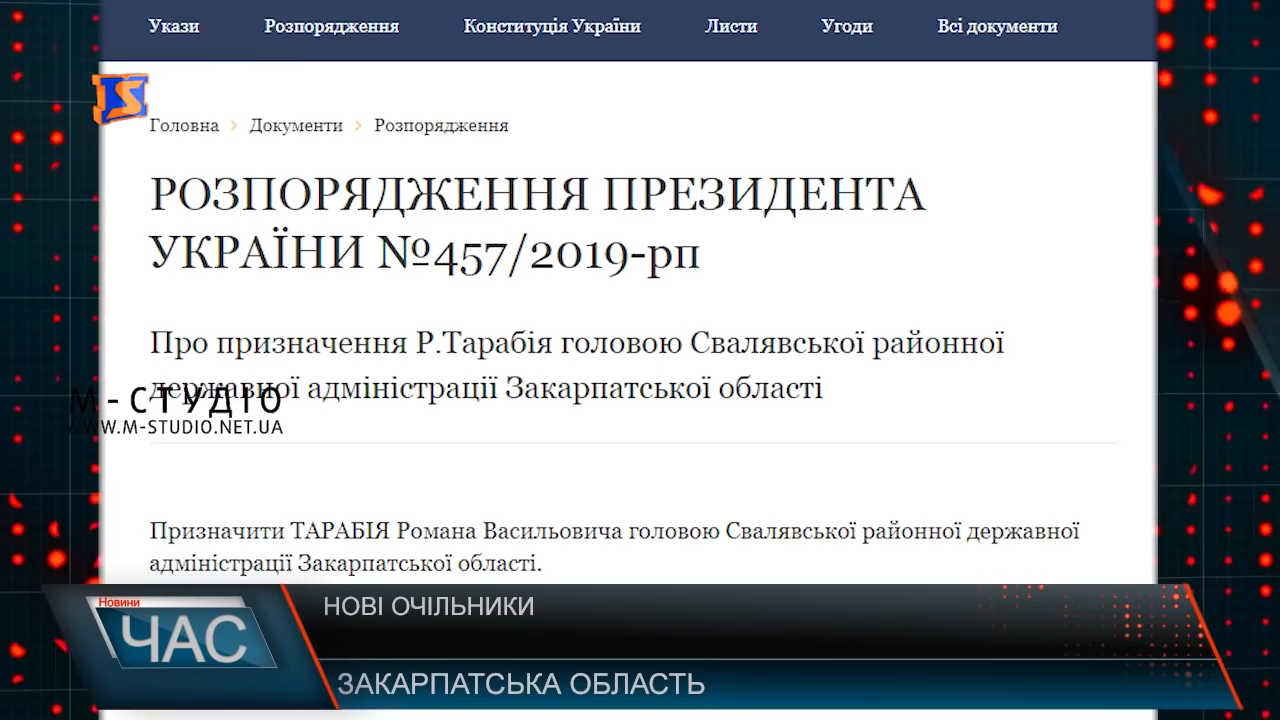 Укази Розпорядження Конституція України Листи Угоди Всі документи
Головна > Документи > Розпорядження
РОЗПОРЯДЖЕННЯ ПРЕЗИДЕНТА
УКРАЇНИ №457/2019-рп
Про призначення Р.Тарабія головою Свалявської районної
державної адміністрації Закарпатської області
М-СТУДІО
WWW.M-STUDIO.NET.UA
Призначити ТАРАБІЯ Романа Васильовича головою Свалявської районної державної
адміністрації Закарпатської області.
Новини
ЧАС
НОВІ ОЧІЛЬНИКИ
ЗАКАРПАТСЬКА ОБЛАСТЬ